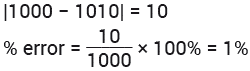 |1000 − 1010| = 10
% error = 10/1000 × 100% = 1%